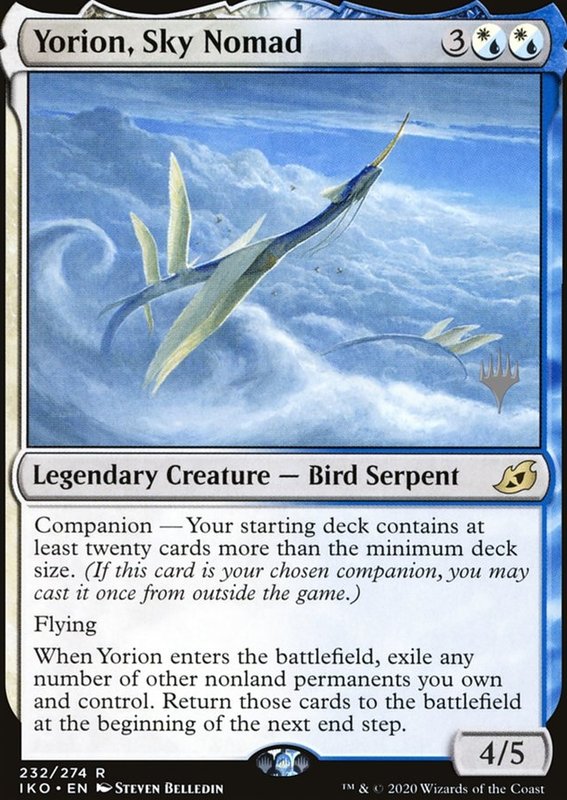 Yorion, Sky Nomad 3
Legendary Creature — Bird Serpent
Companion — Your starting deck contains at
least twenty cards more than the minimum deck
size. (If this card is your chosen companion, you may
cast it once from outside the game.)
Flying
When Yorion enters the battlefield, exile any
number of other nonland permanents you own
and control. Return those cards to the battlefield
at the beginning of the next end step.
4/5
232/274 R
IKO • EN Steven Belledin
™ & © 2020 Wizards of the Coast